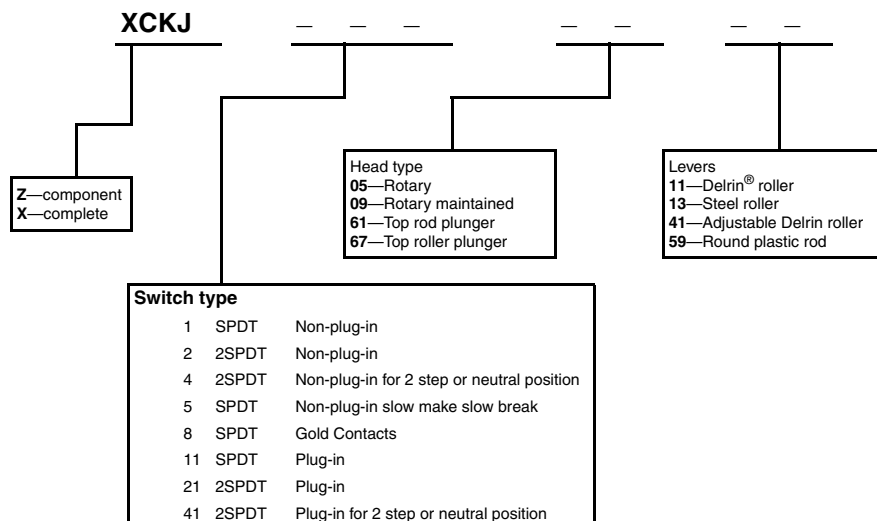 XCKJ — — — — — — —
Z—component
X—complete
Head type
05—Rotary
09—Rotary maintained
61—Top rod plunger
67—Top roller plunger
Levers
11—Delrin® roller
13—Steel roller
41—Adjustable Delrin roller
59—Round plastic rod
Switch type
1 SPDT Non-plug-in
2 2SPDT Non-plug-in
4 2SPDT Non-plug-in for 2 step or neutral position
5 SPDT Non-plug-in slow make slow break
8 SPDT Gold Contacts
11 SPDT Plug-in
21 2SPDT Plug-in
41 2SPDT Plug-in for 2 step or neutral position